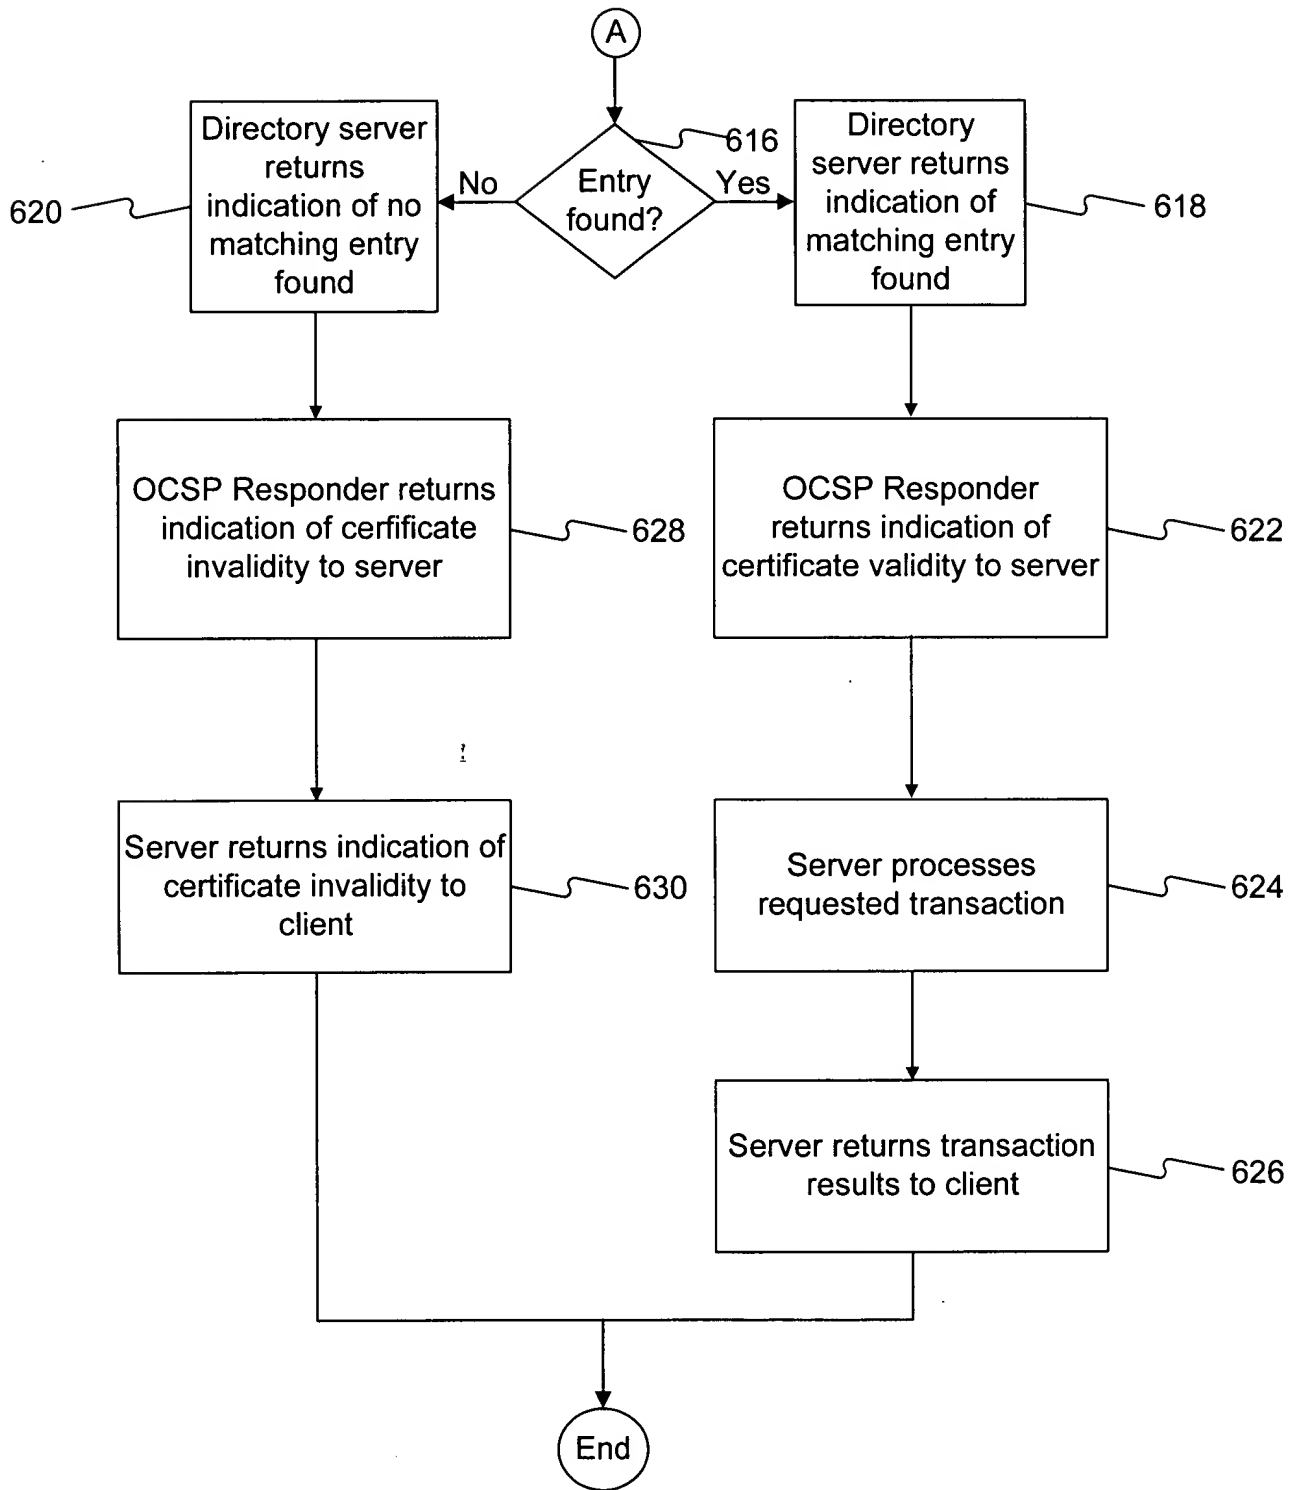 A
616
Directory server
returns
indication of no
matching entry
found
620
No
Entry
found?
Yes
Directory
server returns
indication of
matching entry
found
618
OCSP Responder returns
indication of cerfificate
invalidity to server
628
OCSP Responder
returns indication of
certificate validity to server
622
Server returns indication of
certificate invalidity to
client
630
Server processes
requested transaction
624
Server returns transaction
results to client
626
End